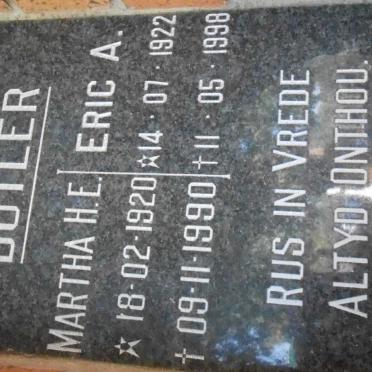 BUTLER
MARTHA H.E. ERIC A.
☆18-02-1920 ☆14·07·1922
†09-11-1990 †11·05·1998
RUS IN VREDE
ALTYD ONTHOU.